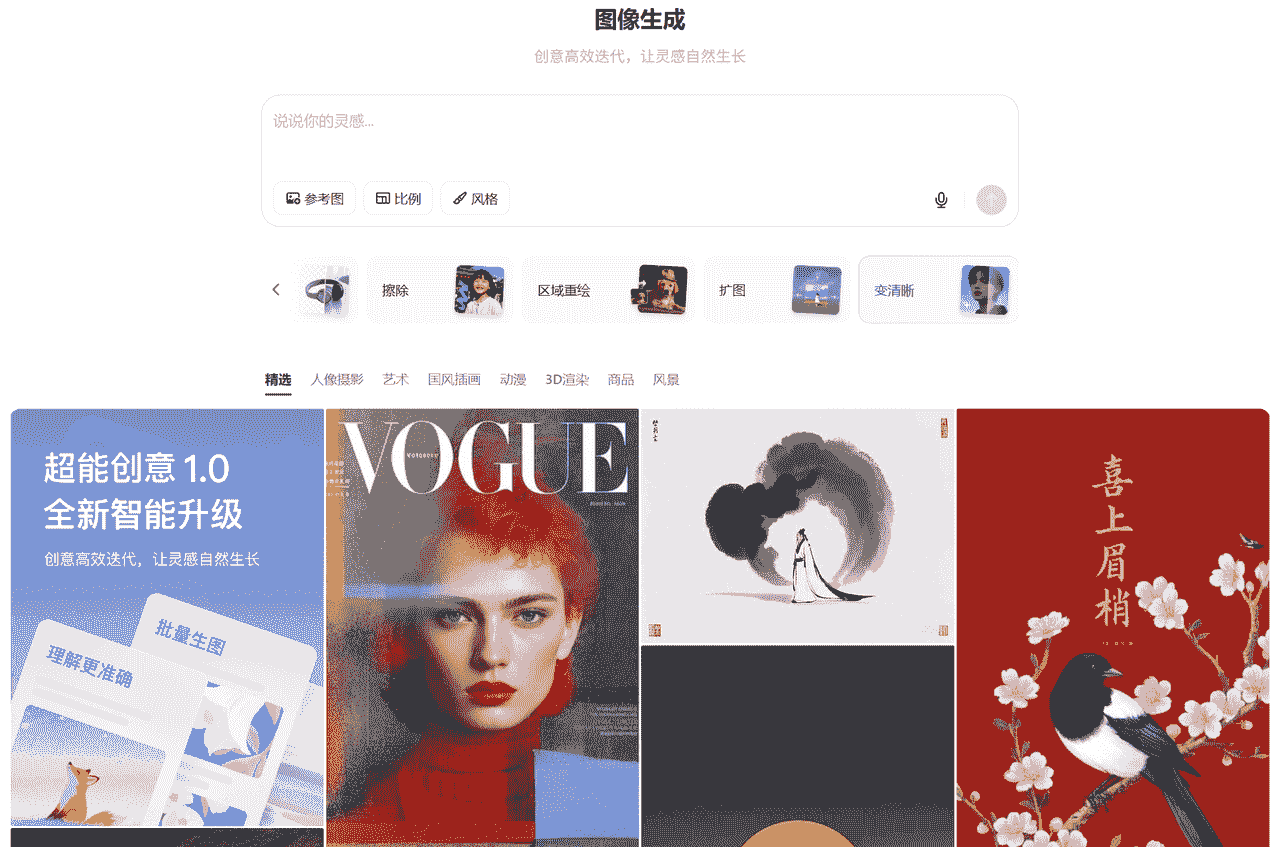 图像生成
创意高效迭代，让灵感自然生长
说说你的灵感...
参考图
比例
风格
擦除
区域重绘
扩图
变清晰
精选
人像摄影
艺术
国风插画
动漫
3D渲染
商品
风景
超能创意 1.0
全新智能升级
创意高效迭代，让灵感自然生长
批量生图
理解更准确
VOGUE
喜上眉梢